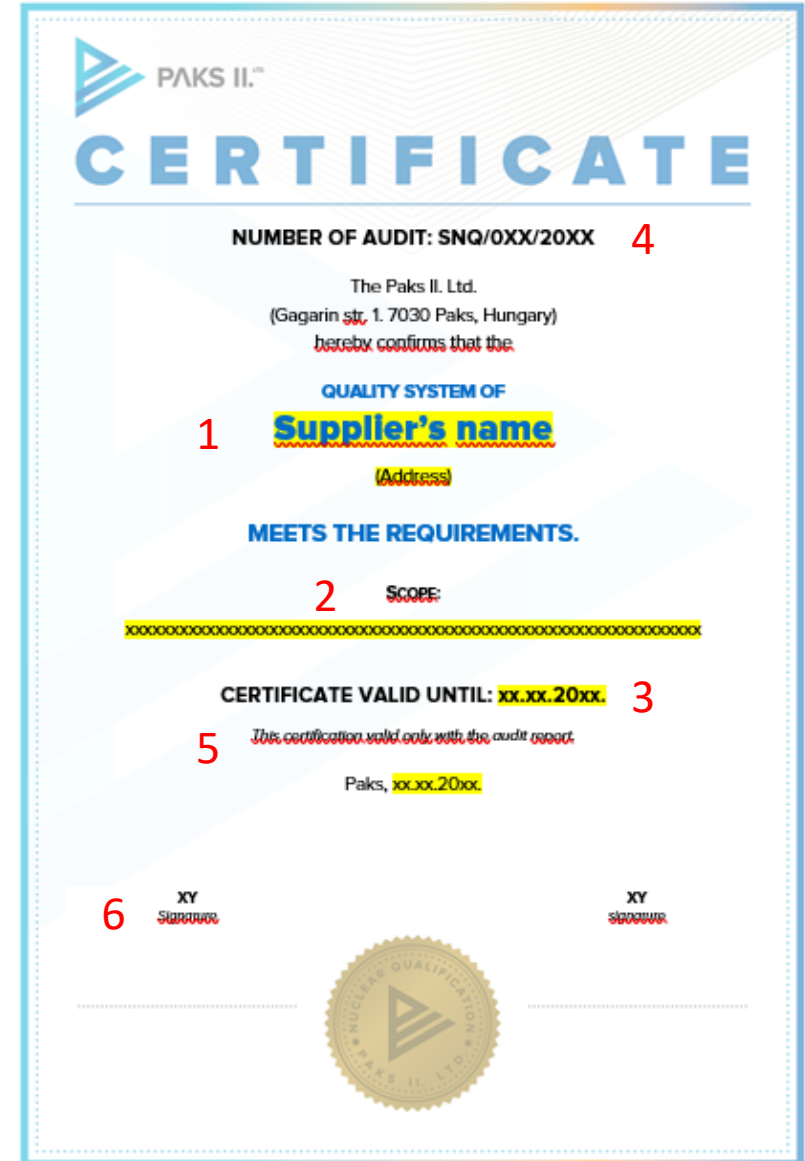 PAKS II. LTD
CERTIFICATE
NUMBER OF AUDIT: SNQ/0XX/20XX 4
The Paks II. Ltd.
(Gagarin str. 1. 7030 Paks, Hungary)
hereby confirms that the
QUALITY SYSTEM OF
1 Supplier's name
(Address)
MEETS THE REQUIREMENTS.
2 SCOPE:
xxxxxxxxxxxxxxxxxxxxxxxxxxxxxxxxxxxxxxxxxxxxxxxxxxxxxxxxxxxxxxxxxxxxxx
CERTIFICATE VALID UNTIL: xx.xx.20xx. 3
5 This certification valid only with the audit report
Paks, xx.xx.20xx.
XY XY
6 Signature signature
NUCLEAR QUALIFICATION
PAKS II. LTD.